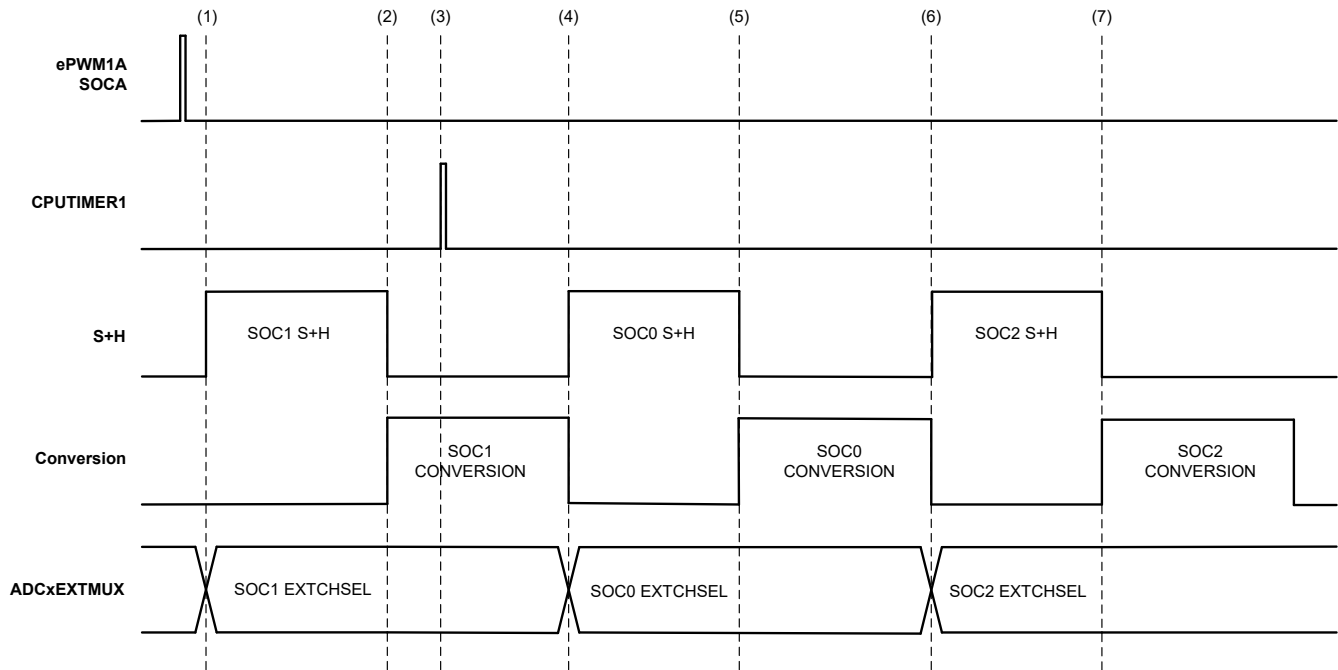 (1) (2) (3) (4) (5) (6) (7)
ePWM1A
SOCA
CPUTIMER1
S+H
SOC1 S+H
SOC0 S+H
SOC2 S+H
Conversion
SOC1
CONVERSION
SOC0
CONVERSION
SOC2
CONVERSION
ADCxEXTMUX
SOC1 EXTCHSEL
SOC0 EXTCHSEL
SOC2 EXTCHSEL